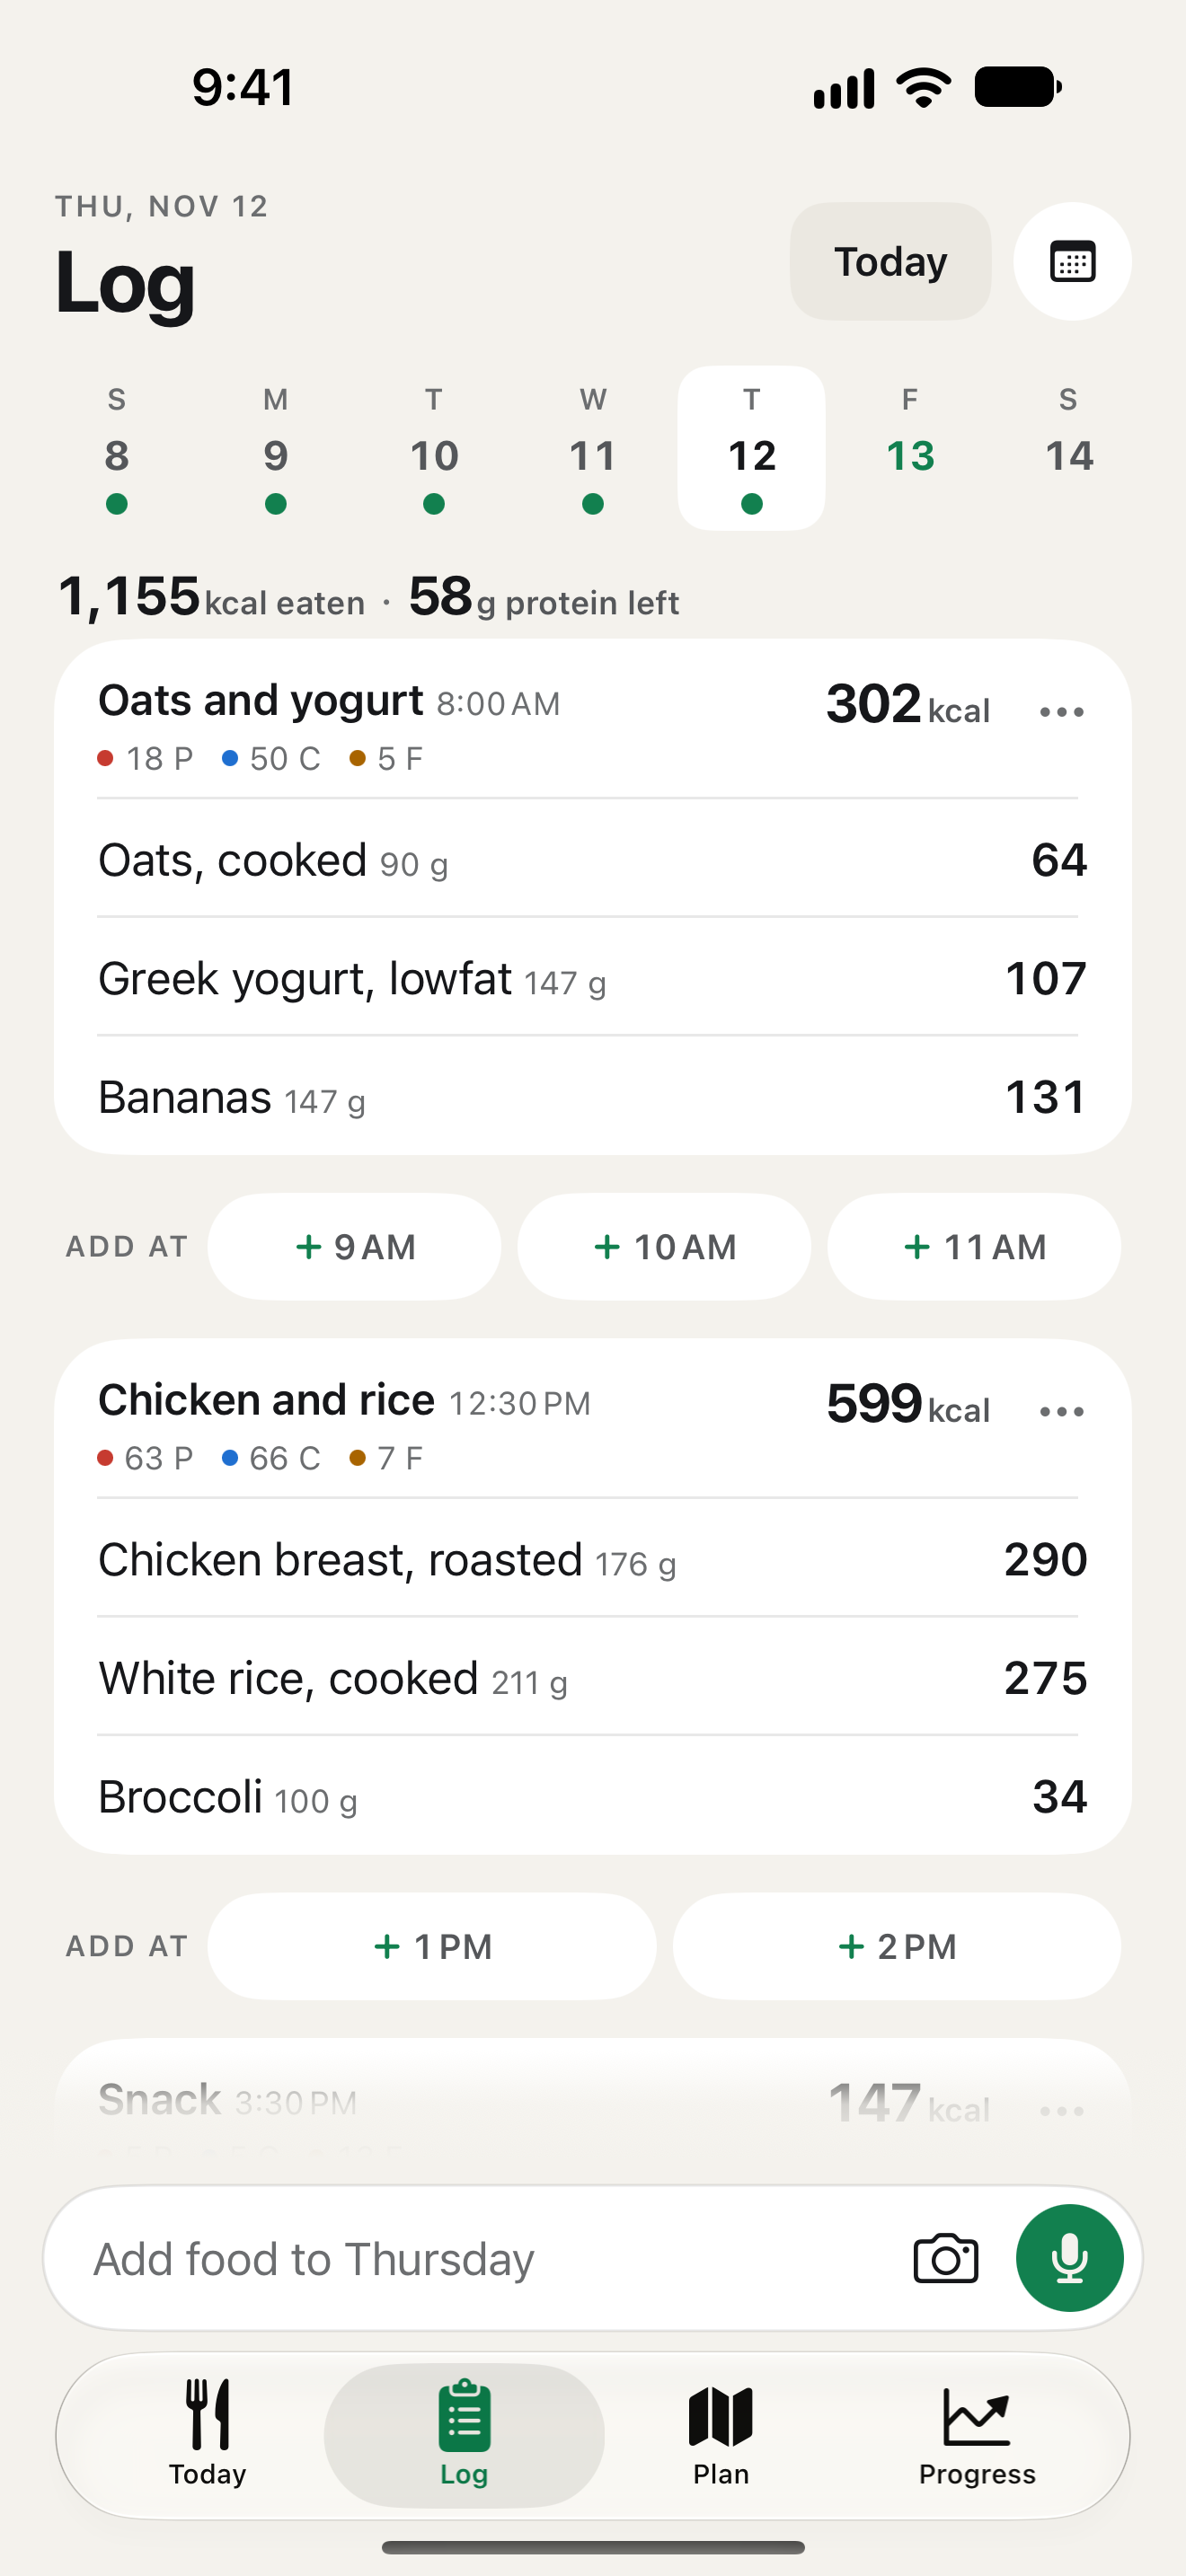 9:41
THU, NOV 12
Log
Today
S M T W T F S
8 9 10 11 12 13 14
1,155 kcal eaten · 58 g protein left
Oats and yogurt 8:00 AM 302 kcal
18 P 50 C 5 F
Oats, cooked 90 g 64
Greek yogurt, lowfat 147 g 107
Bananas 147 g 131
ADD AT + 9 AM + 10 AM + 11 AM
Chicken and rice 12:30 PM 599 kcal
63 P 66 C 7 F
Chicken breast, roasted 176 g 290
White rice, cooked 211 g 275
Broccoli 100 g 34
ADD AT + 1 PM + 2 PM
Snack 3:30 PM 147 kcal
Add food to Thursday
Today Log Plan Progress